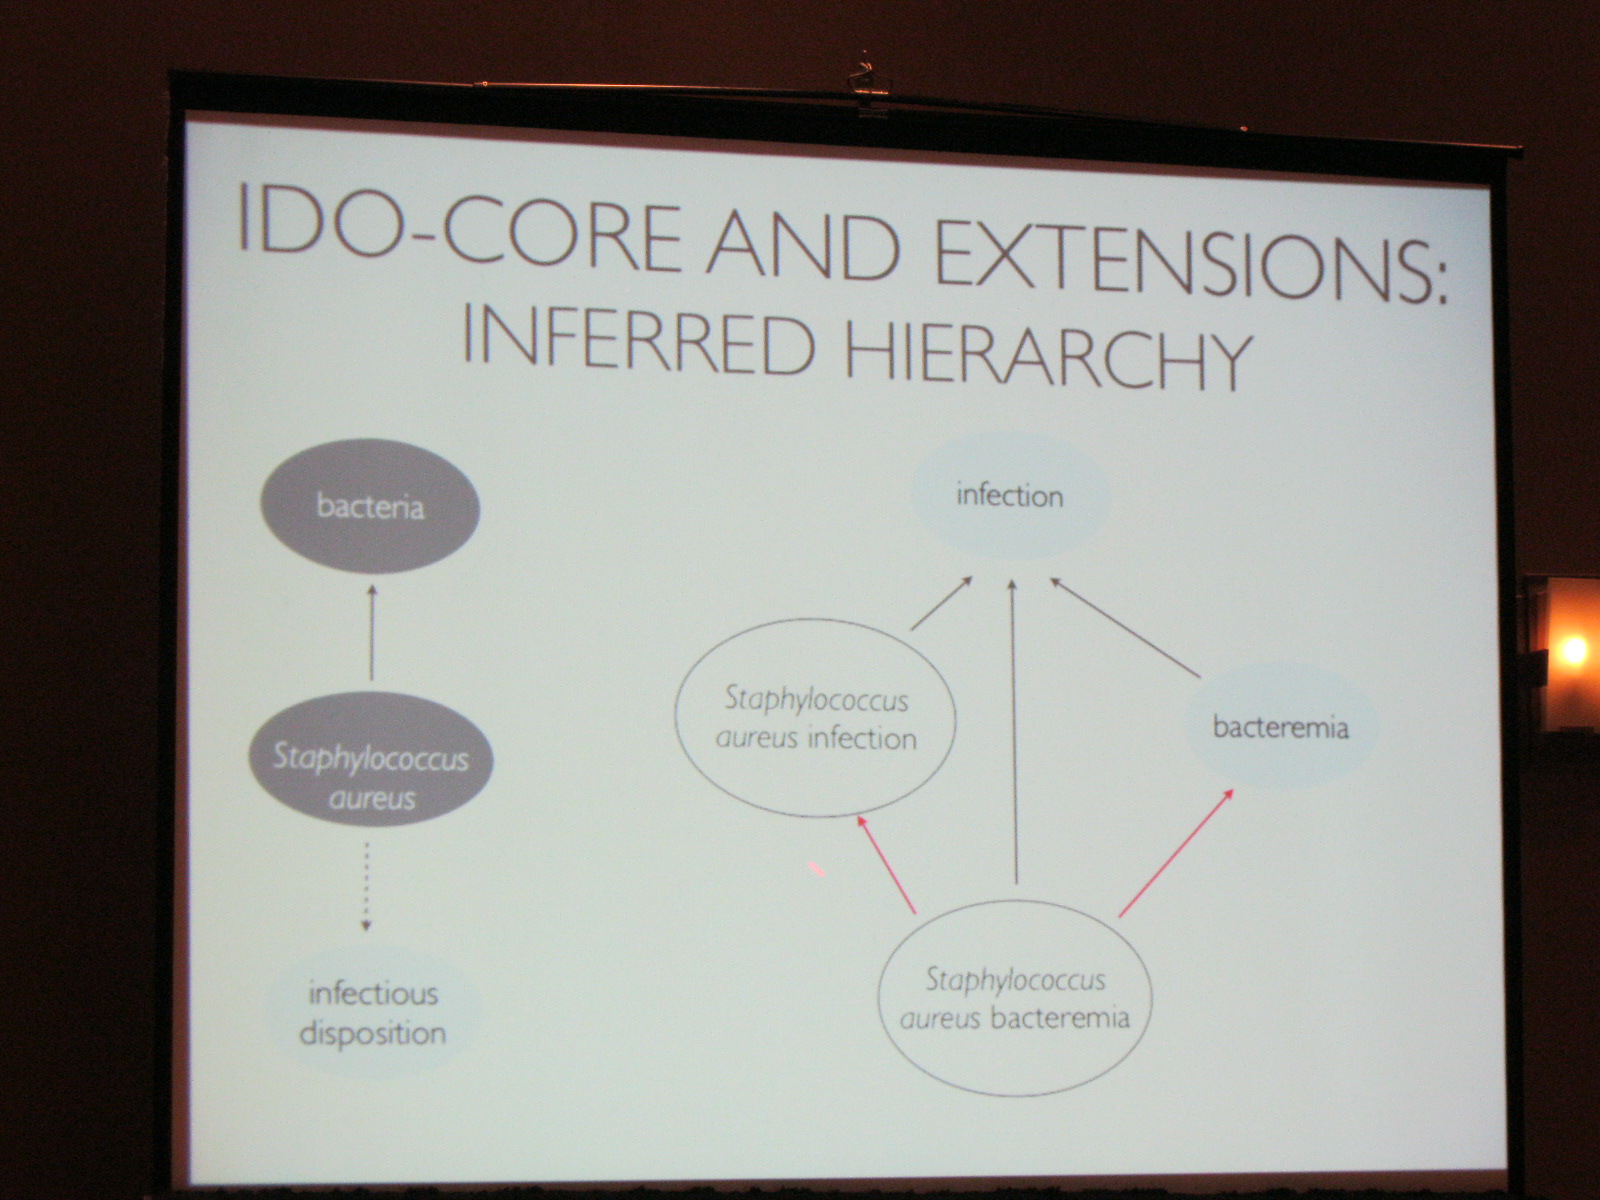 IDO-CORE AND EXTENSIONS:
INFERRED HIERARCHY
bacteria
Staphylococcus
aureus
infectious
disposition
infection
Staphylococcus
aureus infection
bacteremia
Staphylococcus
aureus bacteremia